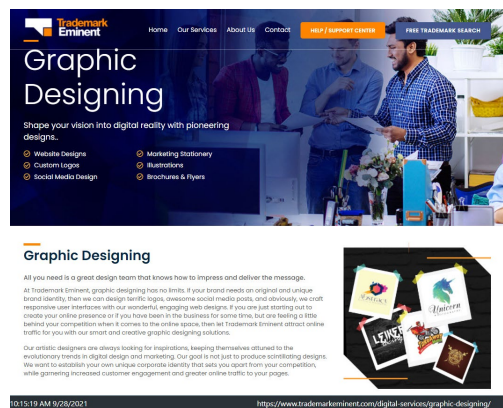 Trademark
Eminent
Home Our Services About Us Contact HELP / SUPPORT CENTER FREE TRADEMARK SEARCH
Graphic
Designing
Shape your vision into digital reality with pioneering
designs..
Website Designs Marketing Stationery
Custom Logos Illustrations
Social Media Design Brochures & Flyers
Graphic Designing
All you need is a great design team that knows how to impress and deliver the message.
At Trademark Eminent, graphic designing has no limits. If your brand needs an original and unique
brand identity, then we can design terrific logos, awesome social media posts, and obviously, we craft
responsive user interfaces with our wonderful, engaging web designs. If you are just starting out to
create your online presence or if you have been in the business for some time, but are feeling a little
behind your competition when it comes to the online space, then let Trademark Eminent attract online
traffic for you with our smart and creative graphic designing solutions.
Our artistic designers are always looking for inspirations, keeping themselves attuned to the
evolutionary trends in digital design and marketing. Our goal is not just to produce scintillating designs.
We want to establish your own unique corporate identity that sets you apart from your competition,
while garnering increased customer engagement and greater online traffic to your pages.
Unicorn
10:15:19 AM 9/28/2021 https://www.trademarkeminent.com/digital-services/graphic-designing/